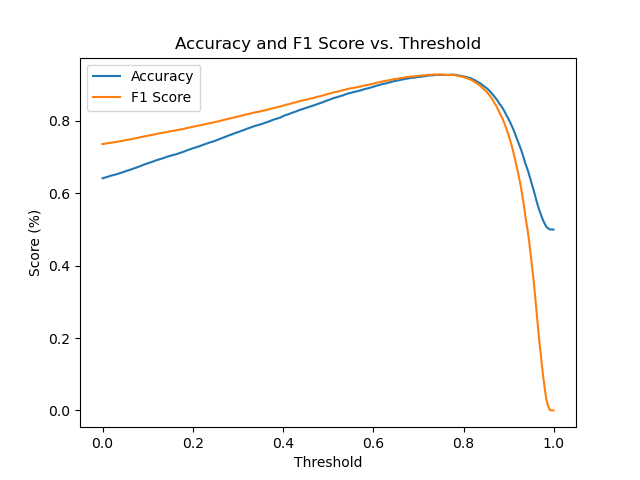 Accuracy and F1 Score vs. Threshold
Accuracy
F1 Score
Score (%)
0.8
0.6
0.4
0.2
0.0
0.0 0.2 0.4 0.6 0.8 1.0
Threshold